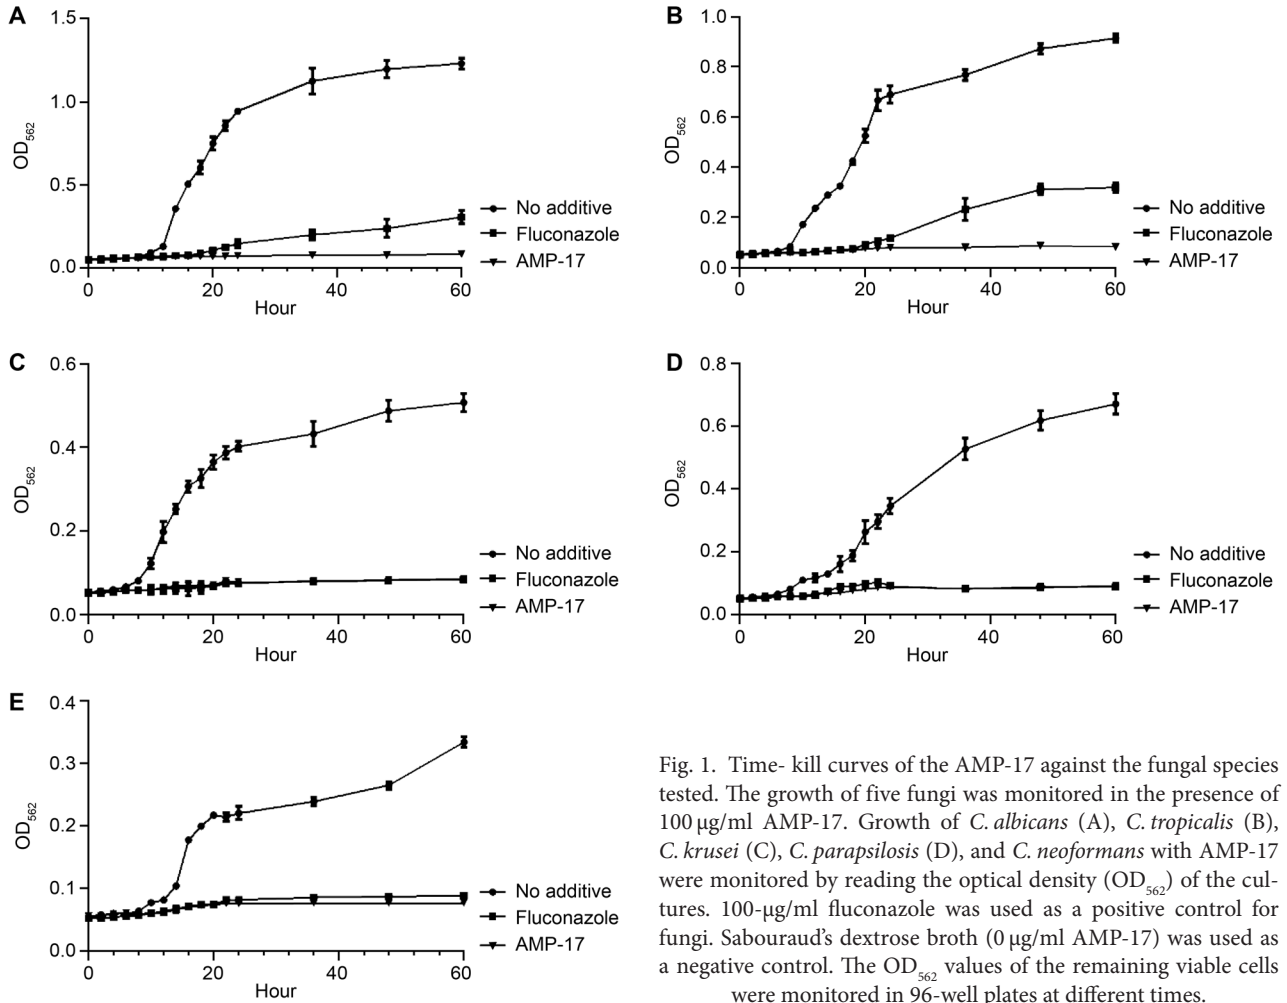 A
1.5
1.0
0.5
0.0
OD562
0 20 40 60
Hour
No additive
Fluconazole
AMP-17
B
1.0
0.8
0.6
0.4
0.2
0.0
OD562
0 20 40 60
Hour
No additive
Fluconazole
AMP-17
C
0.6
0.4
0.2
0.0
OD562
0 20 40 60
Hour
No additive
Fluconazole
AMP-17
D
0.8
0.6
0.4
0.2
0.0
OD562
0 20 40 60
Hour
No additive
Fluconazole
AMP-17
E
0.4
0.3
0.2
0.1
0.0
OD562
0 20 40 60
Hour
No additive
Fluconazole
AMP-17
Fig. 1. Time- kill curves of the AMP-17 against the fungal species
tested. The growth of five fungi was monitored in the presence of
100 µg/ml AMP-17. Growth of C. albicans (A), C. tropicalis (B),
C. krusei (C), C. parapsilosis (D), and C. neoformans with AMP-17
were monitored by reading the optical density (OD562) of the cul-
tures. 100-µg/ml fluconazole was used as a positive control for
fungi. Sabouraud's dextrose broth (0 µg/ml AMP-17) was used as
a negative control. The OD562 values of the remaining viable cells
were monitored in 96-well plates at different times.